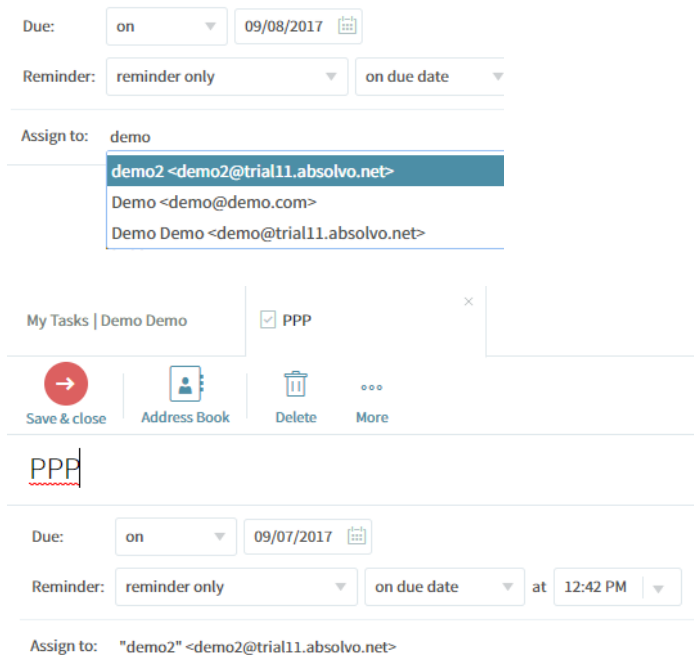 Due: on 09/08/2017
Reminder: reminder only on due date
Assign to: demo
demo2 <demo2@trial11.absolvo.net>
Demo <demo@demo.com>
Demo Demo <demo@trial11.absolvo.net>
My Tasks | Demo Demo PPP
Save & close Address Book Delete More
PPP
Due: on 09/07/2017
Reminder: reminder only on due date at 12:42 PM
Assign to: "demo2" <demo2@trial11.absolvo.net>